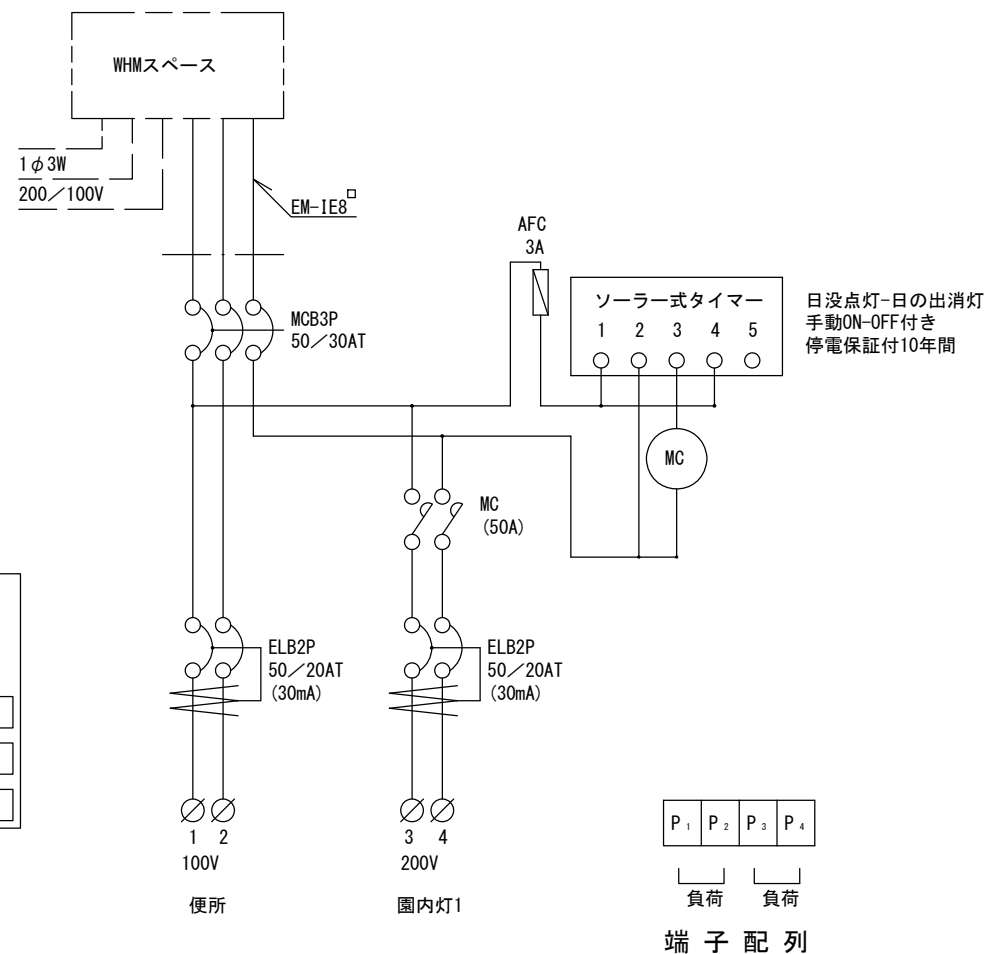 WHMスペース
1φ3W
200/100V
EM-IE8□
AFC
3A
ソーラー式タイマー
1 2 3 4 5
日没点灯-日の出消灯
手動ON-OFF付き
停電保証付10年間
MCB3P
50/30AT
MC
MC
(50A)
ELB2P
50/20AT
(30mA)
ELB2P
50/20AT
(30mA)
1 2
100V
便所
3 4
200V
園内灯1
P1 P2 P3 P4
負荷 負荷
端子配列